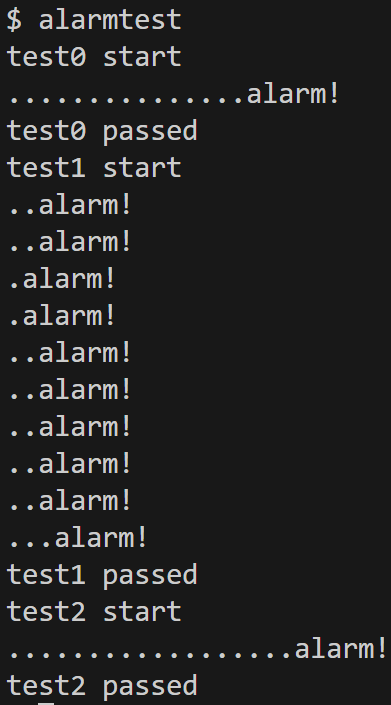 $ alarmtest
test0 start
...............alarm!
test0 passed
test1 start
..alarm!
..alarm!
.alarm!
.alarm!
..alarm!
..alarm!
..alarm!
..alarm!
..alarm!
...alarm!
test1 passed
test2 start
..................alarm!
test2 passed